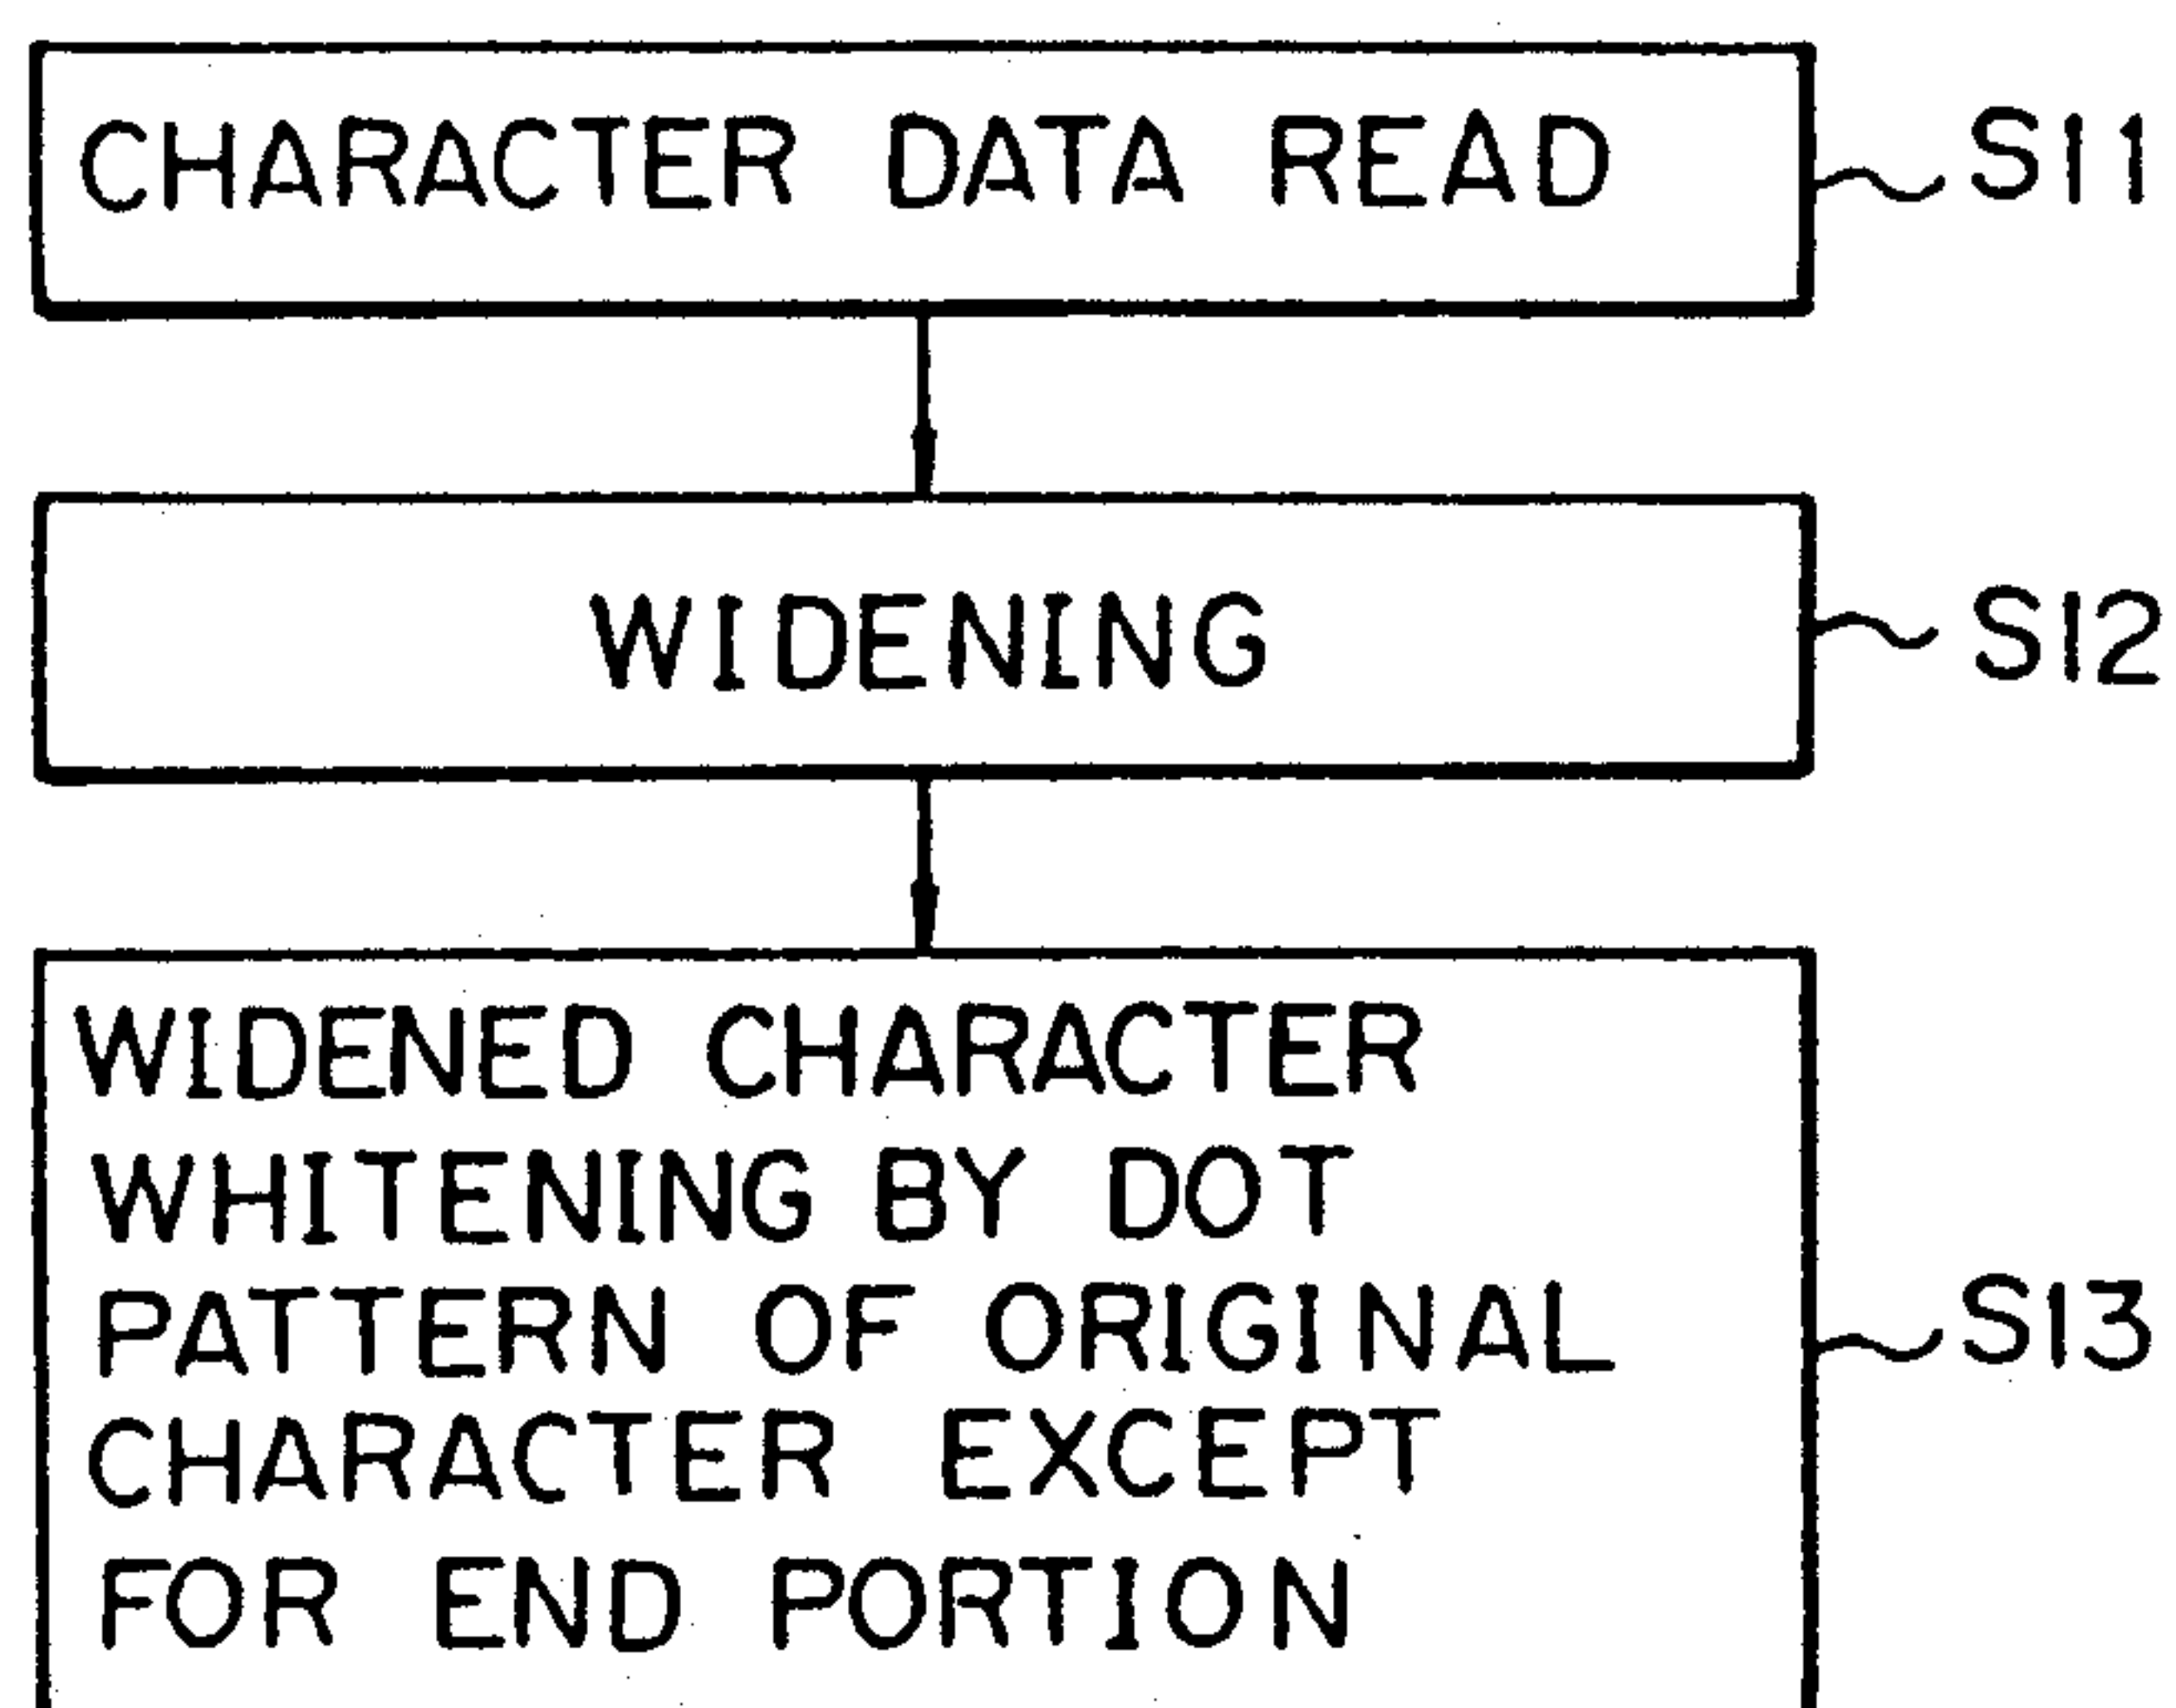 CHARACTER DATA READ
S11
WIDENING
S12
WIDENED CHARACTER
WHITENING BY DOT
PATTERN OF ORIGINAL
S13
CHARACTER EXCEPT
FOR END PORTION